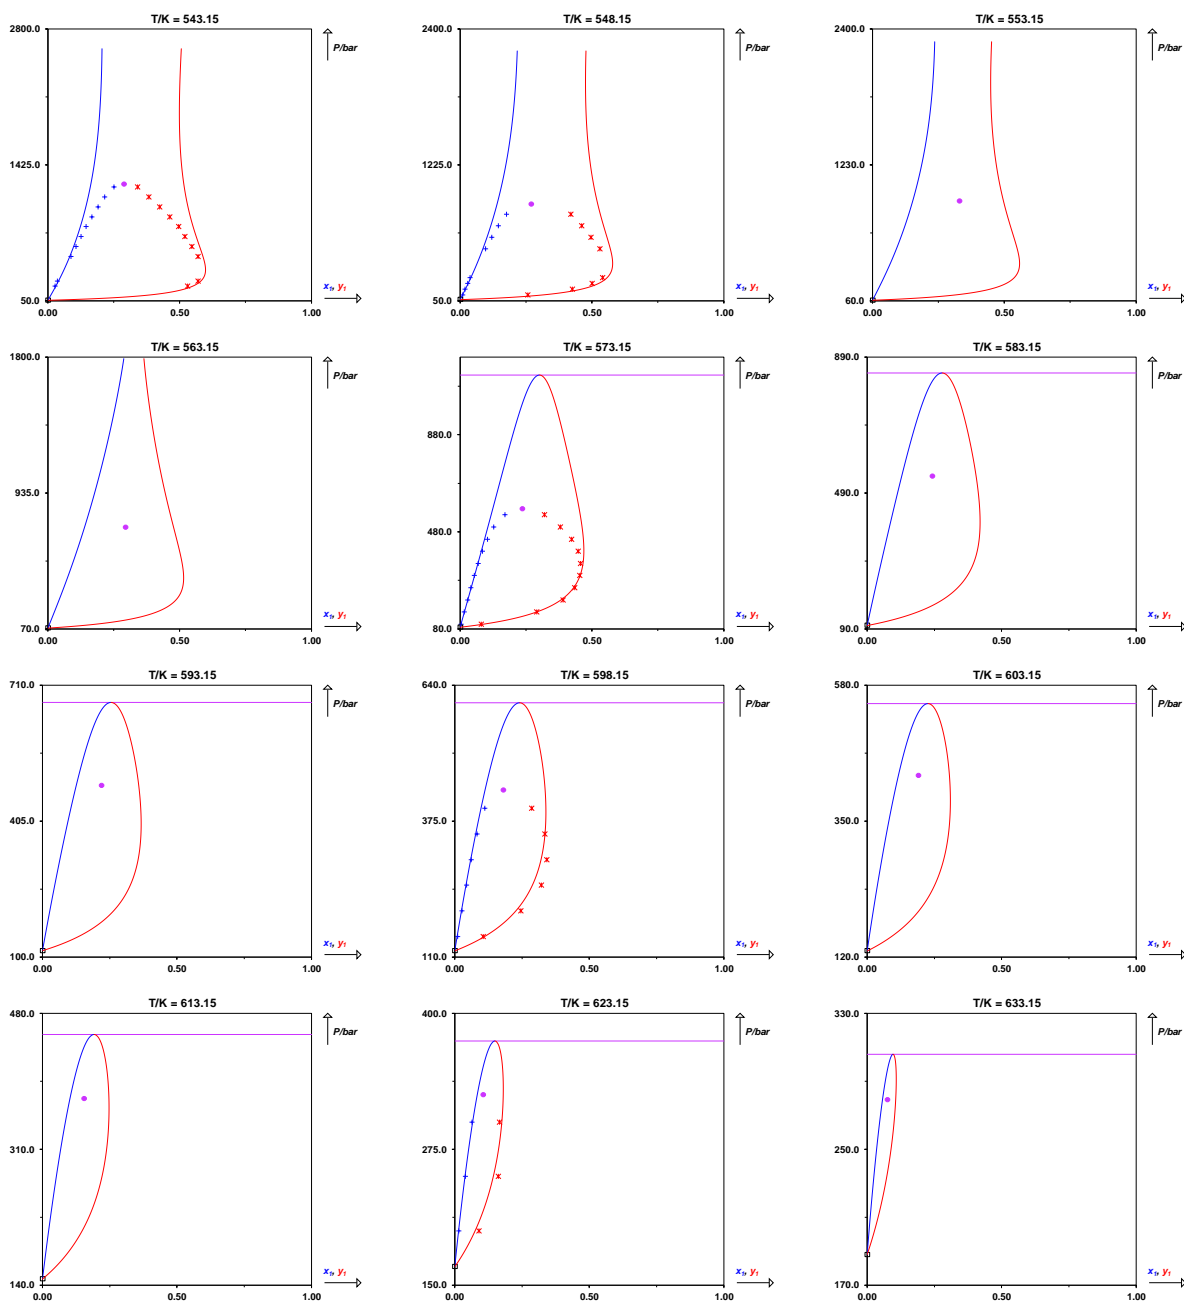 T/K = 543.15
2800.0
P/bar
1425.0
50.0
x₁, y₁
0.00 0.50 1.00
T/K = 548.15
2400.0
P/bar
1225.0
50.0
x₁, y₁
0.00 0.50 1.00
T/K = 553.15
2400.0
P/bar
1230.0
60.0
x₁, y₁
0.00 0.50 1.00
T/K = 563.15
1800.0
P/bar
935.0
70.0
x₁, y₁
0.00 0.50 1.00
T/K = 573.15
P/bar
880.0
480.0
80.0
x₁, y₁
0.00 0.50 1.00
T/K = 583.15
890.0
P/bar
490.0
90.0
x₁, y₁
0.00 0.50 1.00
T/K = 593.15
710.0
P/bar
405.0
100.0
x₁, y₁
0.00 0.50 1.00
T/K = 598.15
640.0
P/bar
375.0
110.0
x₁, y₁
0.00 0.50 1.00
T/K = 603.15
580.0
P/bar
350.0
120.0
x₁, y₁
0.00 0.50 1.00
T/K = 613.15
480.0
P/bar
310.0
140.0
x₁, y₁
0.00 0.50 1.00
T/K = 623.15
400.0
P/bar
275.0
150.0
x₁, y₁
0.00 0.50 1.00
T/K = 633.15
330.0
P/bar
250.0
170.0
x₁, y₁
0.00 0.50 1.00